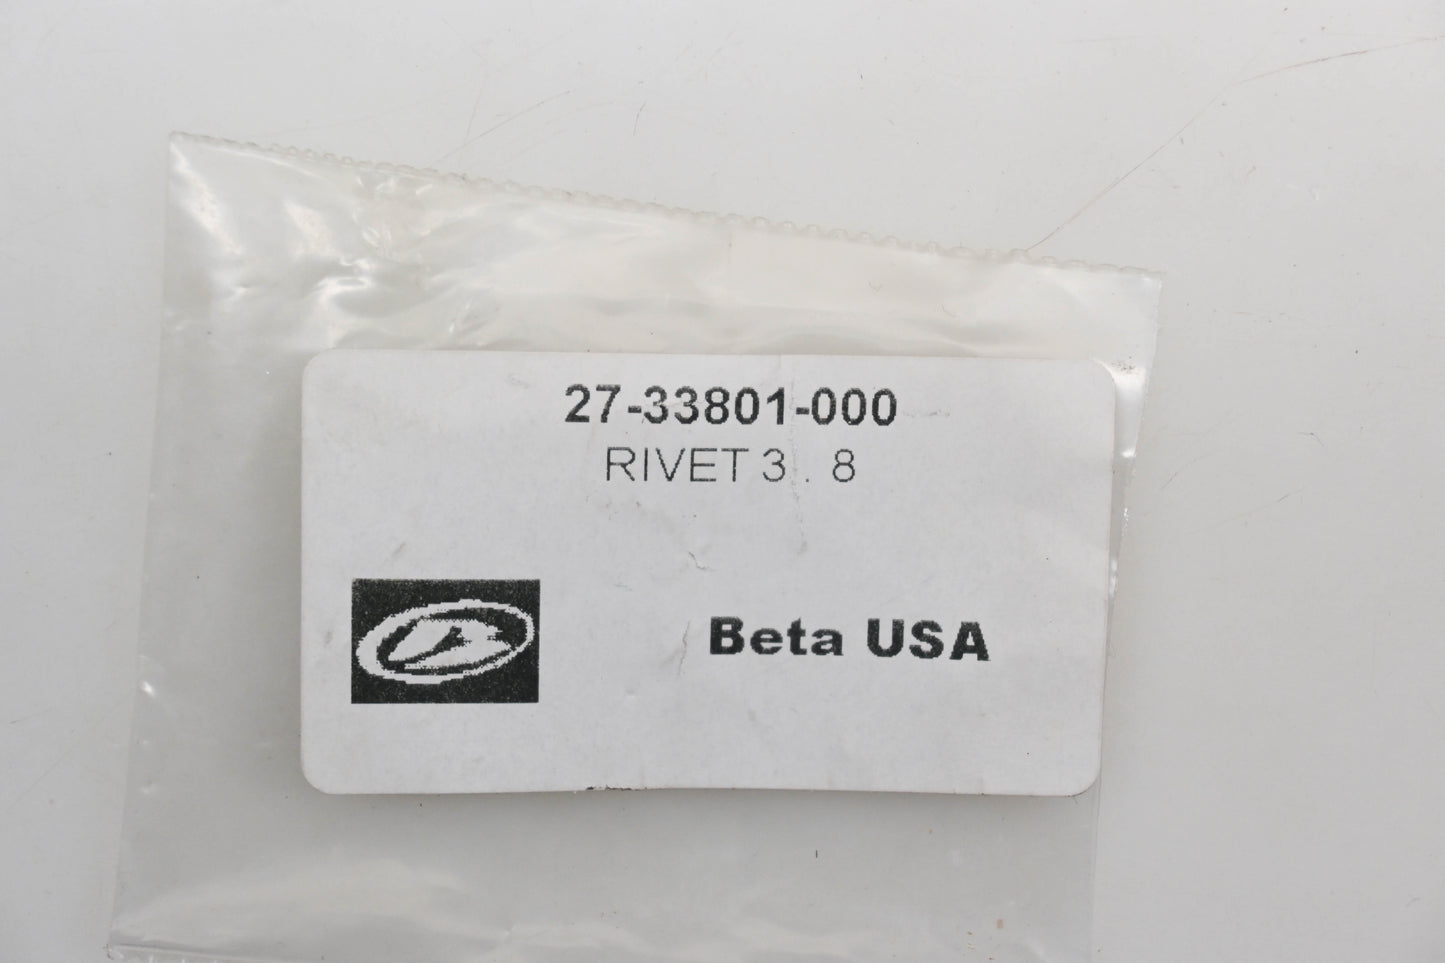 27-33801-000
RIVET 3 . 8
Beta USA